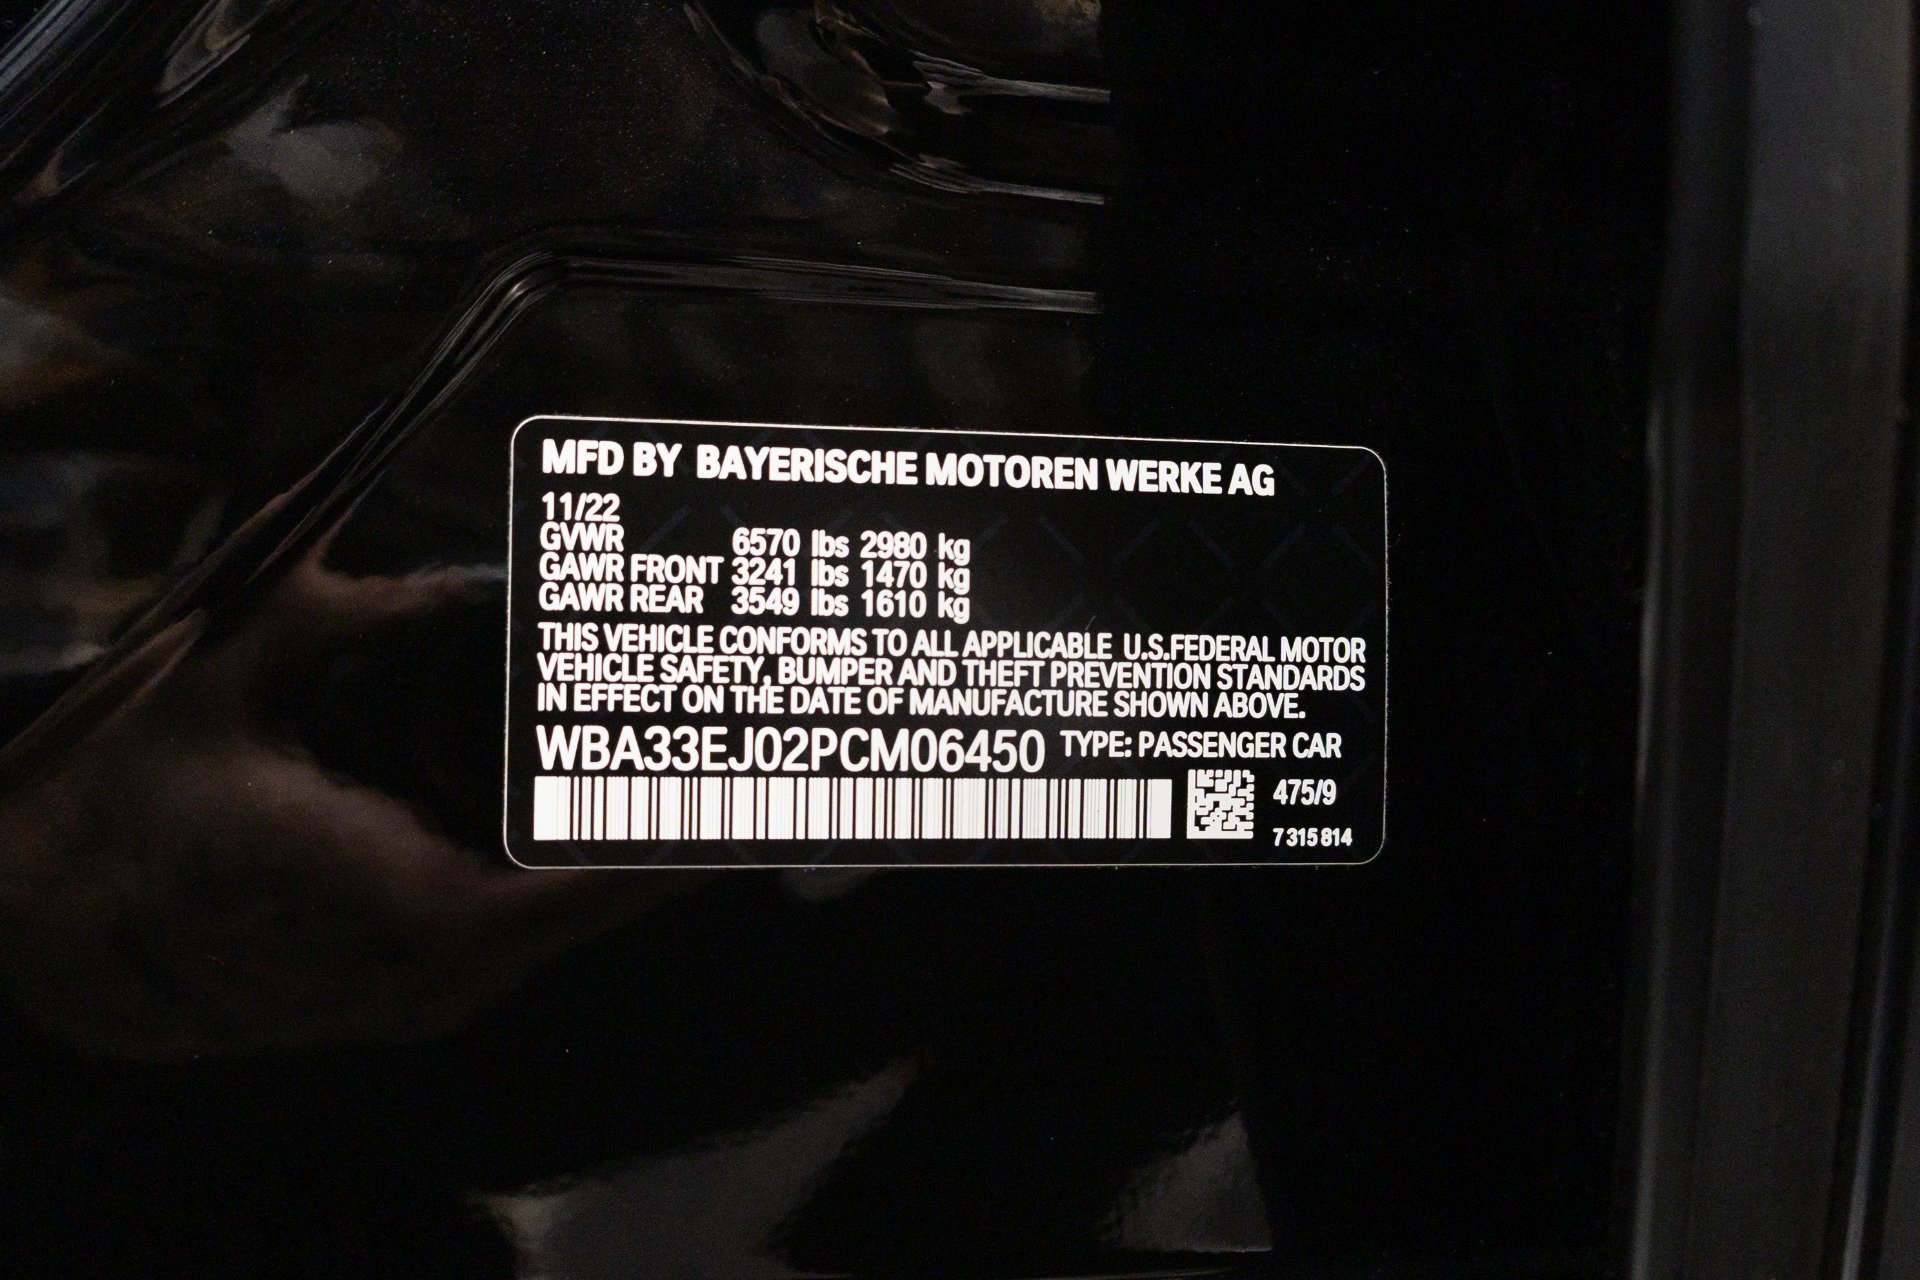 MFD BY BAYERISCHE MOTOREN WERKE AG
11/22
GVWR 6570 lbs 2980 kg
GAWR FRONT 3241 lbs 1470 kg
GAWR REAR 3549 lbs 1610 kg
THIS VEHICLE CONFORMS TO ALL APPLICABLE U.S.FEDERAL MOTOR
VEHICLE SAFETY, BUMPER AND THEFT PREVENTION STANDARDS
IN EFFECT ON THE DATE OF MANUFACTURE SHOWN ABOVE.
WBA33EJ02PCM06450 TYPE: PASSENGER CAR
475/9
7 315 814